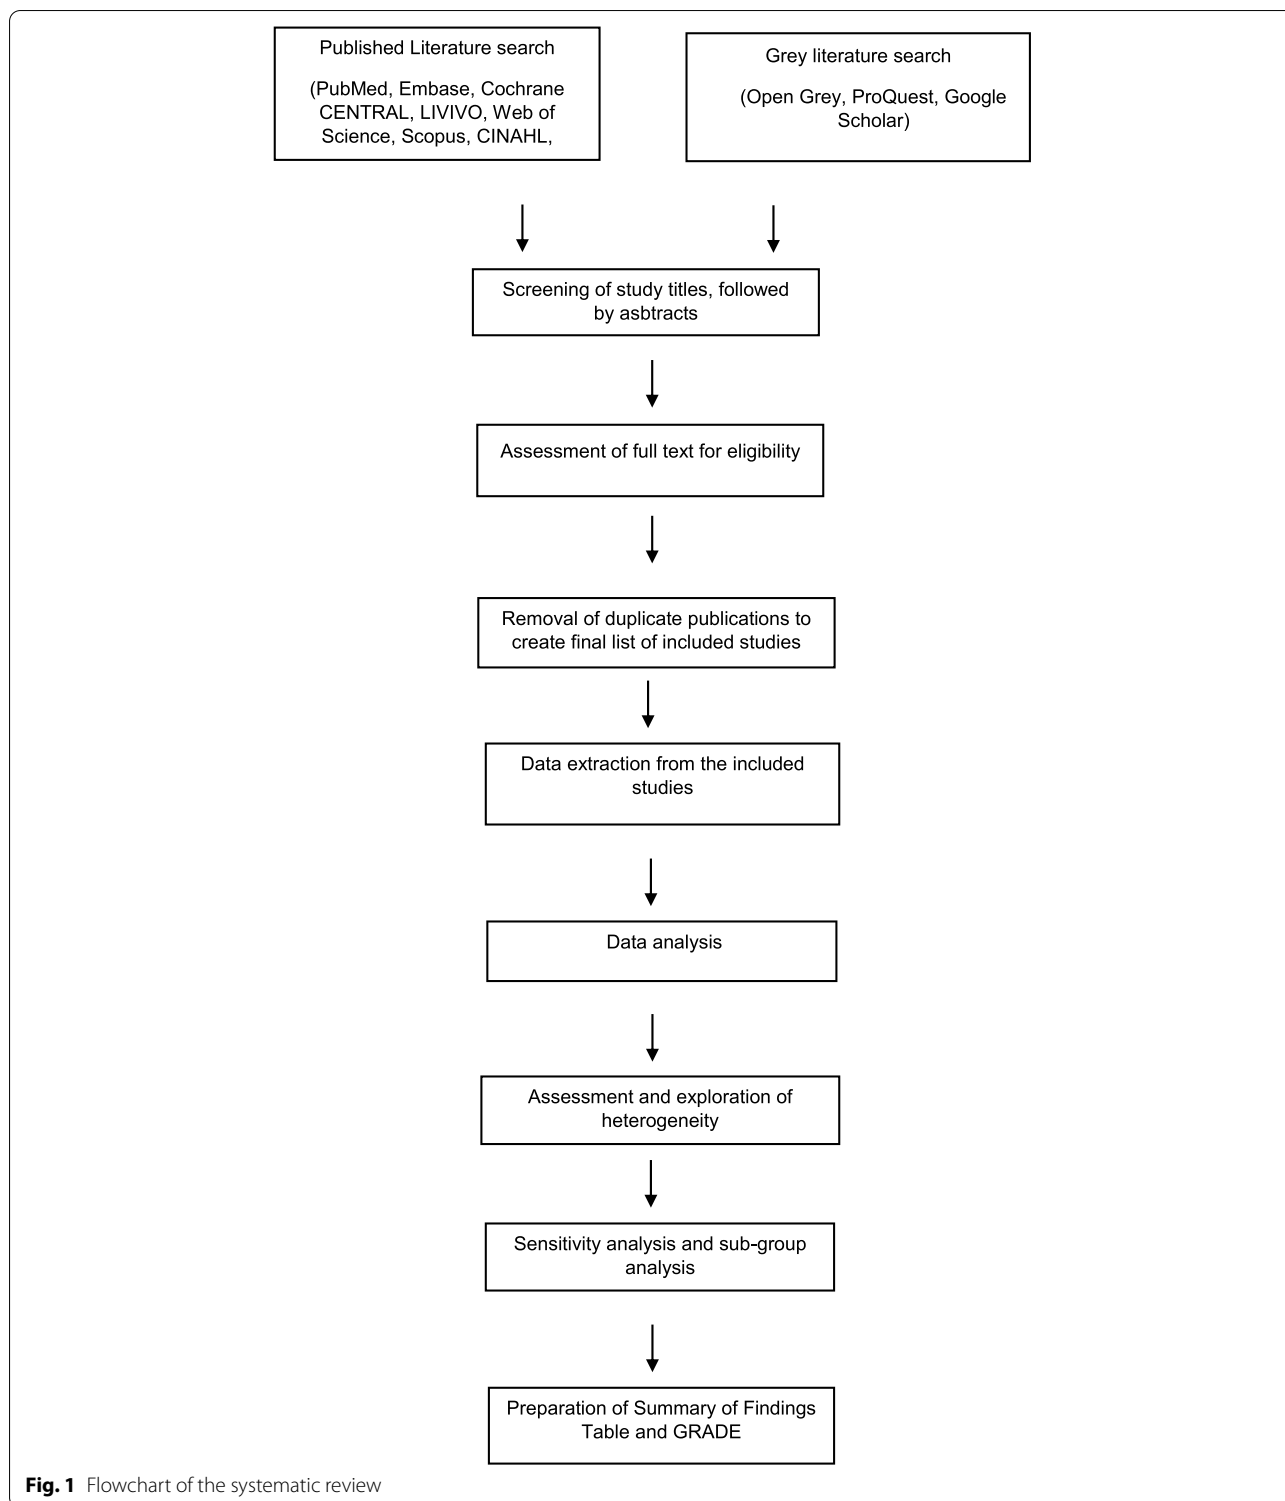 Published Literature search
(PubMed, Embase, Cochrane
CENTRAL, LIVIVO, Web of
Science, Scopus, CINAHL,
Grey literature search
(Open Grey, ProQuest, Google
Scholar)
Screening of study titles, followed
by asbtracts
Assessment of full text for eligibility
Removal of duplicate publications to
create final list of included studies
Data extraction from the included
studies
Data analysis
Assessment and exploration of
heterogeneity
Sensitivity analysis and sub-group
analysis
Preparation of Summary of Findings
Table and GRADE
Fig. 1 Flowchart of the systematic review